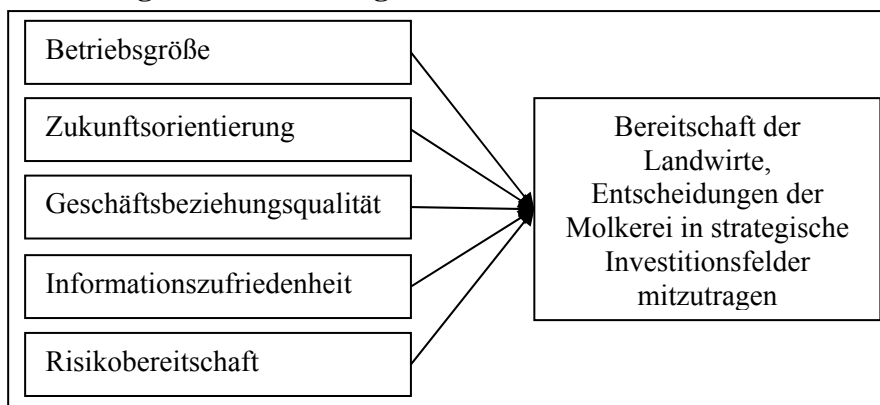 Betriebsgröße
Zukunftsorientierung
Geschäftsbeziehungsqualität
Informationszufriedenheit
Risikobereitschaft
Bereitschaft der
Landwirte,
Entscheidungen der
Molkerei in strategische
Investitionsfelder
mitzutragen